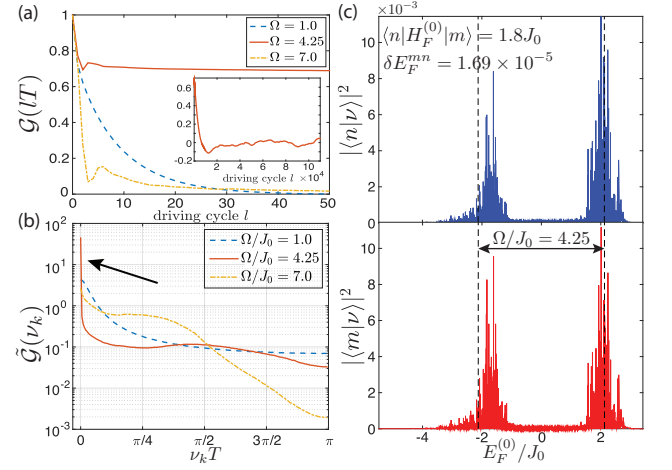 (a)
Ω = 1.0
Ω = 4.25
Ω = 7.0
1
0.8
0.6
0.4
0.2
0
G(lT)
0 10 20 30 40 50
driving cycle l
0.6
0.4
0.2
0
-0.2
2 4 6 8 10
driving cycle l ×10⁴
(b)
Ω/J₀ = 1.0
Ω/J₀ = 4.25
Ω/J₀ = 7.0
10²
10¹
10⁰
10⁻¹
10⁻²
10⁻³
G̃(νₖ)
0 π/4 π/2 3π/2 π
νₖT
(c)
×10⁻³
⟨n|H_F^(0)|m⟩ = 1.8J₀
δE_F^mn = 1.69 × 10⁻⁵
10
8
6
4
2
0
|⟨n|ν⟩|²
Ω/J₀ = 4.25
10
8
6
4
2
0
|⟨m|ν⟩|²
-4 -2 0 2
E_F^(0)/J₀